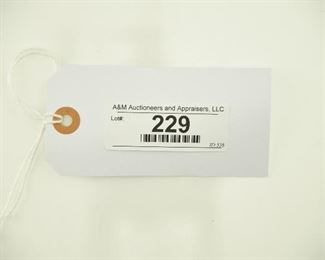 A&M Auctioneers and Appraisers, LLC
Lot#:
229